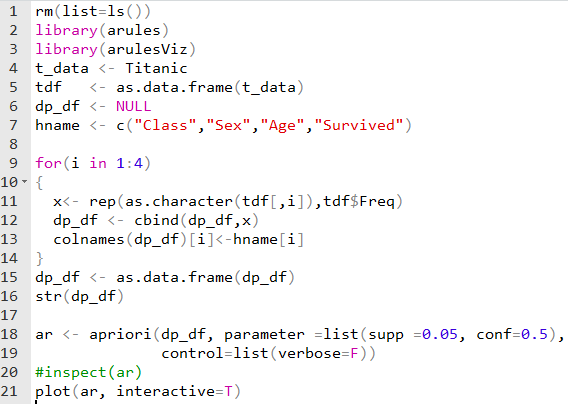 1 rm(list=ls())
2 library(arules)
3 library(arulesViz)
4 t_data <- Titanic
5 tdf   <- as.data.frame(t_data)
6 dp_df <- NULL
7 hname <- c("Class","Sex","Age","Survived")
8
9 for(i in 1:4)
10 {
11   x<- rep(as.character(tdf[,i]),tdf$Freq)
12   dp_df <- cbind(dp_df,x)
13   colnames(dp_df)[i]<-hname[i]
14 }
15 dp_df <- as.data.frame(dp_df)
16 str(dp_df)
17
18 ar <- apriori(dp_df, parameter =list(supp =0.05, conf=0.5),
19               control=list(verbose=F))
20 #inspect(ar)
21 plot(ar, interactive=T)